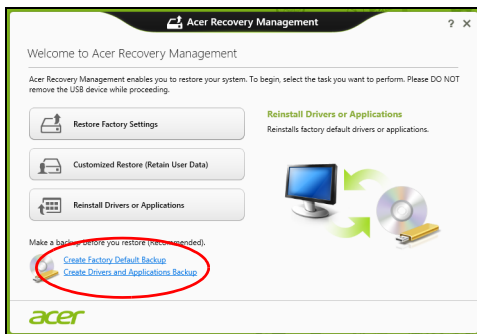 Acer Recovery Management
? X
Welcome to Acer Recovery Management
Acer Recovery Management enables you to restore your system. To begin, select the task you want to perform. Please DO NOT
remove the USB device while proceeding.
Restore Factory Settings
Customized Restore (Retain User Data)
Reinstall Drivers or Applications
Reinstall Drivers or Applications
Reinstalls factory default drivers or applications.
Make a backup before you restore (Recommended).
Create Factory Default Backup
Create Drivers and Applications Backup
acer